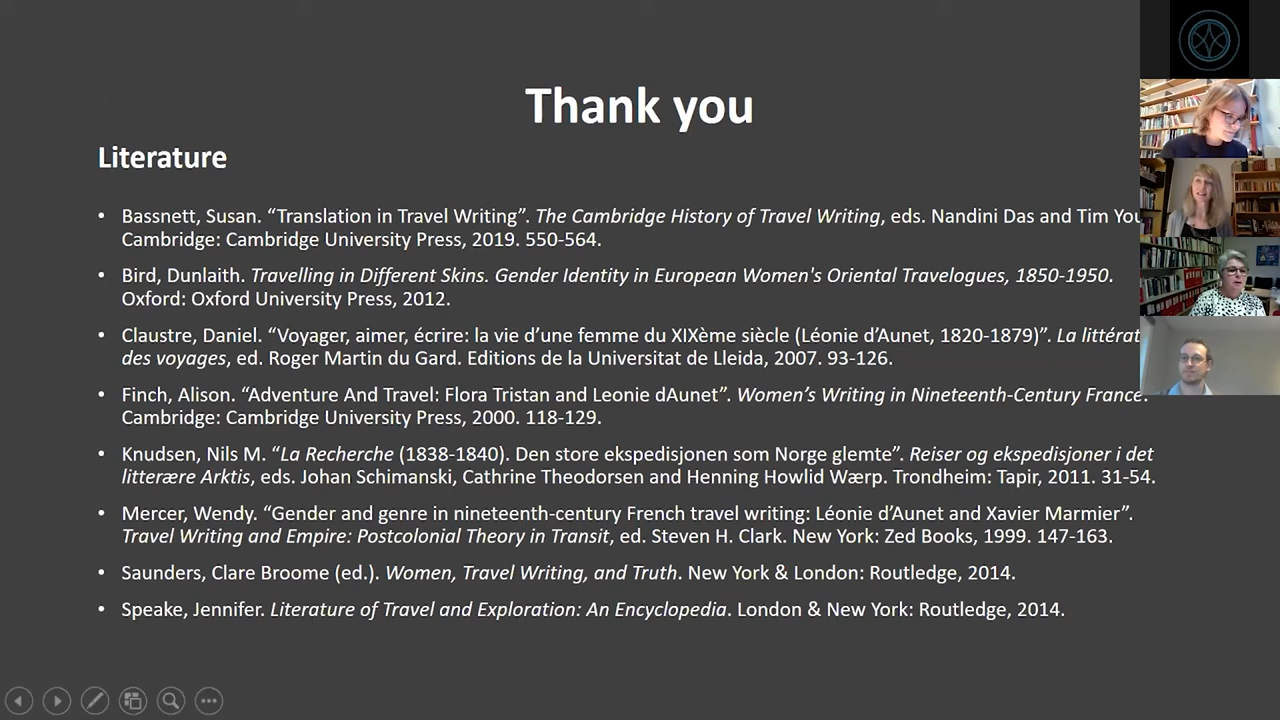 Thank you
Literature
• Bassnett, Susan. “Translation in Travel Writing”. The Cambridge History of Travel Writing, eds. Nandini Das and Tim
Cambridge: Cambridge University Press, 2019. 550-564.
• Bird, Dunlaith. Travelling in Different Skins. Gender Identity in European Women's Oriental Travelogues, 1850-1950.
Oxford: Oxford University Press, 2012.
• Claustre, Daniel. “Voyager, aimer, écrire: la vie d’une femme du XIXème siècle (Léonie d’Aunet, 1820-1879)”. La
des voyages, ed. Roger Martin du Gard. Editions de la Universitat de Lleida, 2007. 93-126.
• Finch, Alison. “Adventure And Travel: Flora Tristan and Leonie dAunet”. Women’s Writing in Nineteenth-Century France.
Cambridge: Cambridge University Press, 2000. 118-129.
• Knudsen, Nils M. “La Recherche (1838-1840). Den store ekspedisjonen som Norge glemte”. Reiser og ekspedisjoner i det
litterære Arktis, eds. Johan Schimanski, Cathrine Theodorsen and Henning Howlid Wærp. Trondheim: Tapir, 2011. 31-54.
• Mercer, Wendy. “Gender and genre in nineteenth-century French travel writing: Léonie d’Aunet and Xavier Marmier”.
Travel Writing and Empire: Postcolonial Theory in Transit, ed. Steven H. Clark. New York: Zed Books, 1999. 147-163.
• Saunders, Clare Broome (ed.). Women, Travel Writing, and Truth. New York & London: Routledge, 2014.
• Speake, Jennifer. Literature of Travel and Exploration: An Encyclopedia. London & New York: Routledge, 2014.